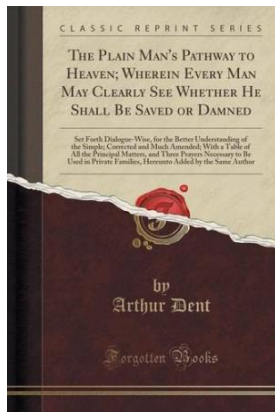 CLASSIC REPRINT SERIES
THE PLAIN MAN'S PATHWAY TO
HEAVEN; WHEREIN EVERY MAN
MAY CLEARLY SEE WHETHER HE
SHALL BE SAVED OR DAMNED
Set Forth Dialogue-Wise, for the Better Understanding of
the Simple; Corrected and Much Amended; With a Table of
All the Principal Matters, and Three Prayers Necessary to Be
Used in Private Families, Hereunto Added by the Same Author
by
Arthur Dent
Forgotten Books